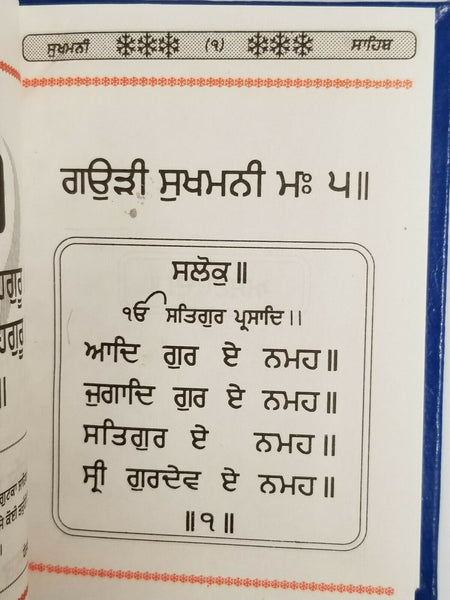 ਸੁਖਮਨੀ (੧) ਸਾਹਿਬ
ਗਉੜੀ ਸੁਖਮਨੀ ਮਃ ੫॥
ਸਲੋਕੁ॥
ੴ ਸਤਿਗੁਰ ਪ੍ਰਸਾਦਿ।।
ਆਦਿ ਗੁਰ ਏ ਨਮਹ॥
ਜੁਗਾਦਿ ਗੁਰ ਏ ਨਮਹ॥
ਸਤਿਗੁਰ ਏ ਨਮਹ॥
ਸ੍ਰੀ ਗੁਰਦੇਵ ਏ ਨਮਹ॥
॥੧॥